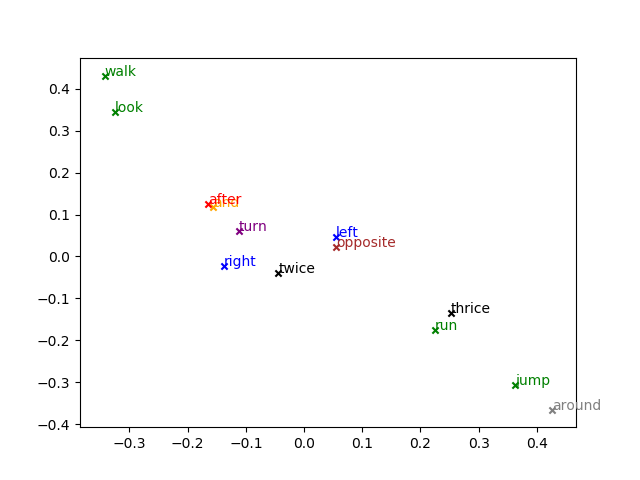 walk
look
after
and
turn
left
opposite
right
twice
thrice
run
jump
around
0.4
0.3
0.2
0.1
0.0
−0.1
−0.2
−0.3
−0.4
−0.3 −0.2 −0.1 0.0 0.1 0.2 0.3 0.4